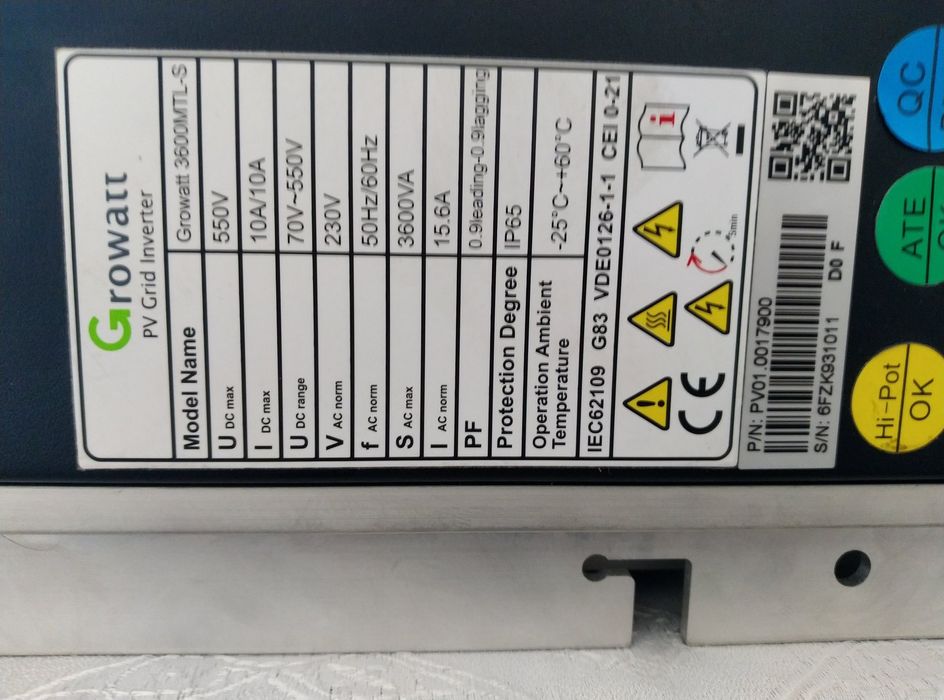 Growatt
PV Grid Inverter
Model Name Growatt 3600MTL-S
U DC max 550V
I DC max 10A/10A
U DC range 70V~550V
V AC norm 230V
f AC norm 50Hz/60Hz
S AC max 3600VA
I AC max 15.6A
PF 0.9leading-0.9lagging
Protection Degree IP65
Operation Ambient
Temperature -25°C~+60°C
IEC62109 G83 VDE0126-1-1 CEI 0-21
i
5min
CE
P/N: PV01.0017900
S/N: 6FZK931011 D0 F
Hi-Pot
OK
ATE
QC